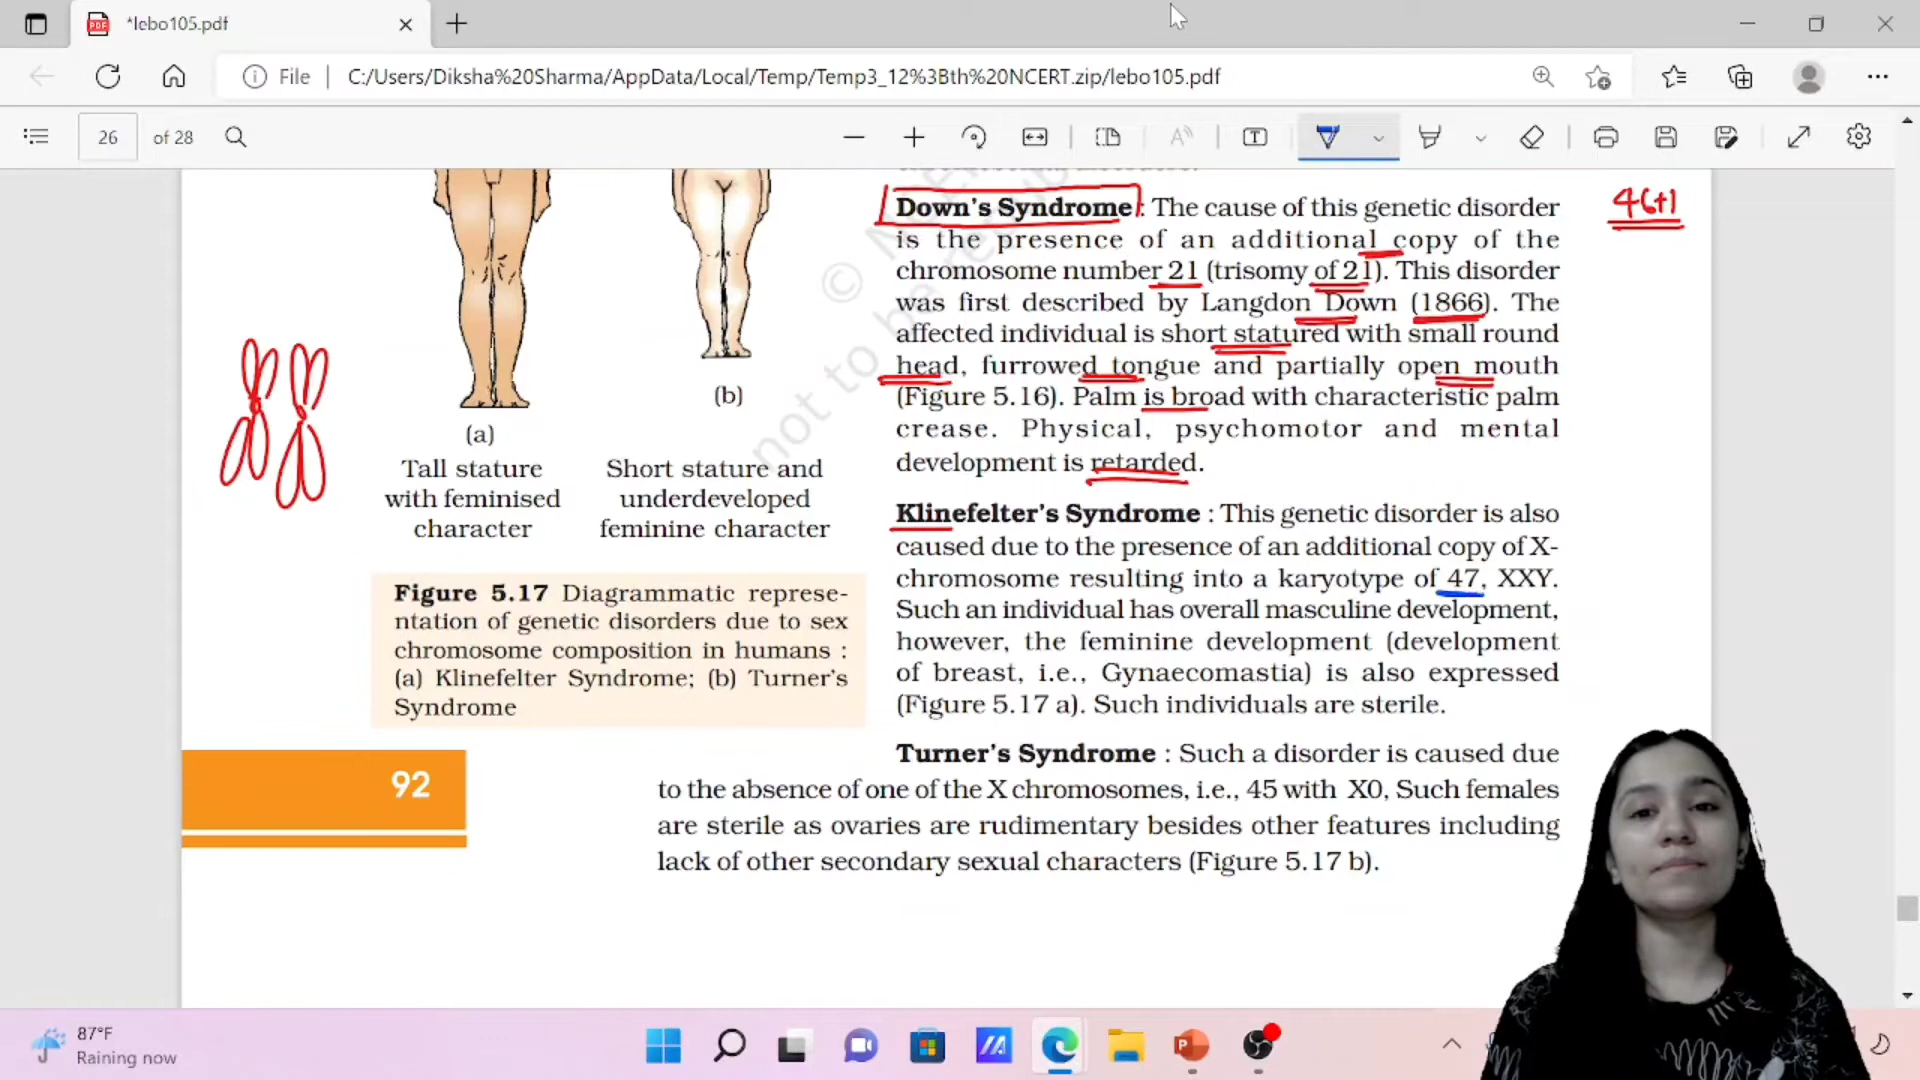 *lebo105.pdf
File C:/Users/Diksha%20Sharma/AppData/Local/Temp/Temp3_12%3Bth%20NCERT.zip/lebo105.pdf
26 of 28
Down's Syndrome : The cause of this genetic disorder
46+1
is the presence of an additional copy of the
chromosome number 21 (trisomy of 21). This disorder
was first described by Langdon Down (1866). The
affected individual is short statured with small round
head, furrowed tongue and partially open mouth
(Figure 5.16). Palm is broad with characteristic palm
crease. Physical, psychomotor and mental
development is retarded.
Klinefelter's Syndrome : This genetic disorder is also
caused due to the presence of an additional copy of X-
chromosome resulting into a karyotype of 47, XXY.
Such an individual has overall masculine development,
however, the feminine development (development
of breast, i.e., Gynaecomastia) is also expressed
(Figure 5.17 a). Such individuals are sterile.
Turner's Syndrome : Such a disorder is caused due
to the absence of one of the X chromosomes, i.e., 45 with X0, Such females
are sterile as ovaries are rudimentary besides other features including
lack of other secondary sexual characters (Figure 5.17 b).
(a)
Tall stature
with feminised
character
(b)
Short stature and
underdeveloped
feminine character
Figure 5.17 Diagrammatic represe-
ntation of genetic disorders due to sex
chromosome composition in humans :
(a) Klinefelter Syndrome; (b) Turner's
Syndrome
92
not to be
87°F
Raining now